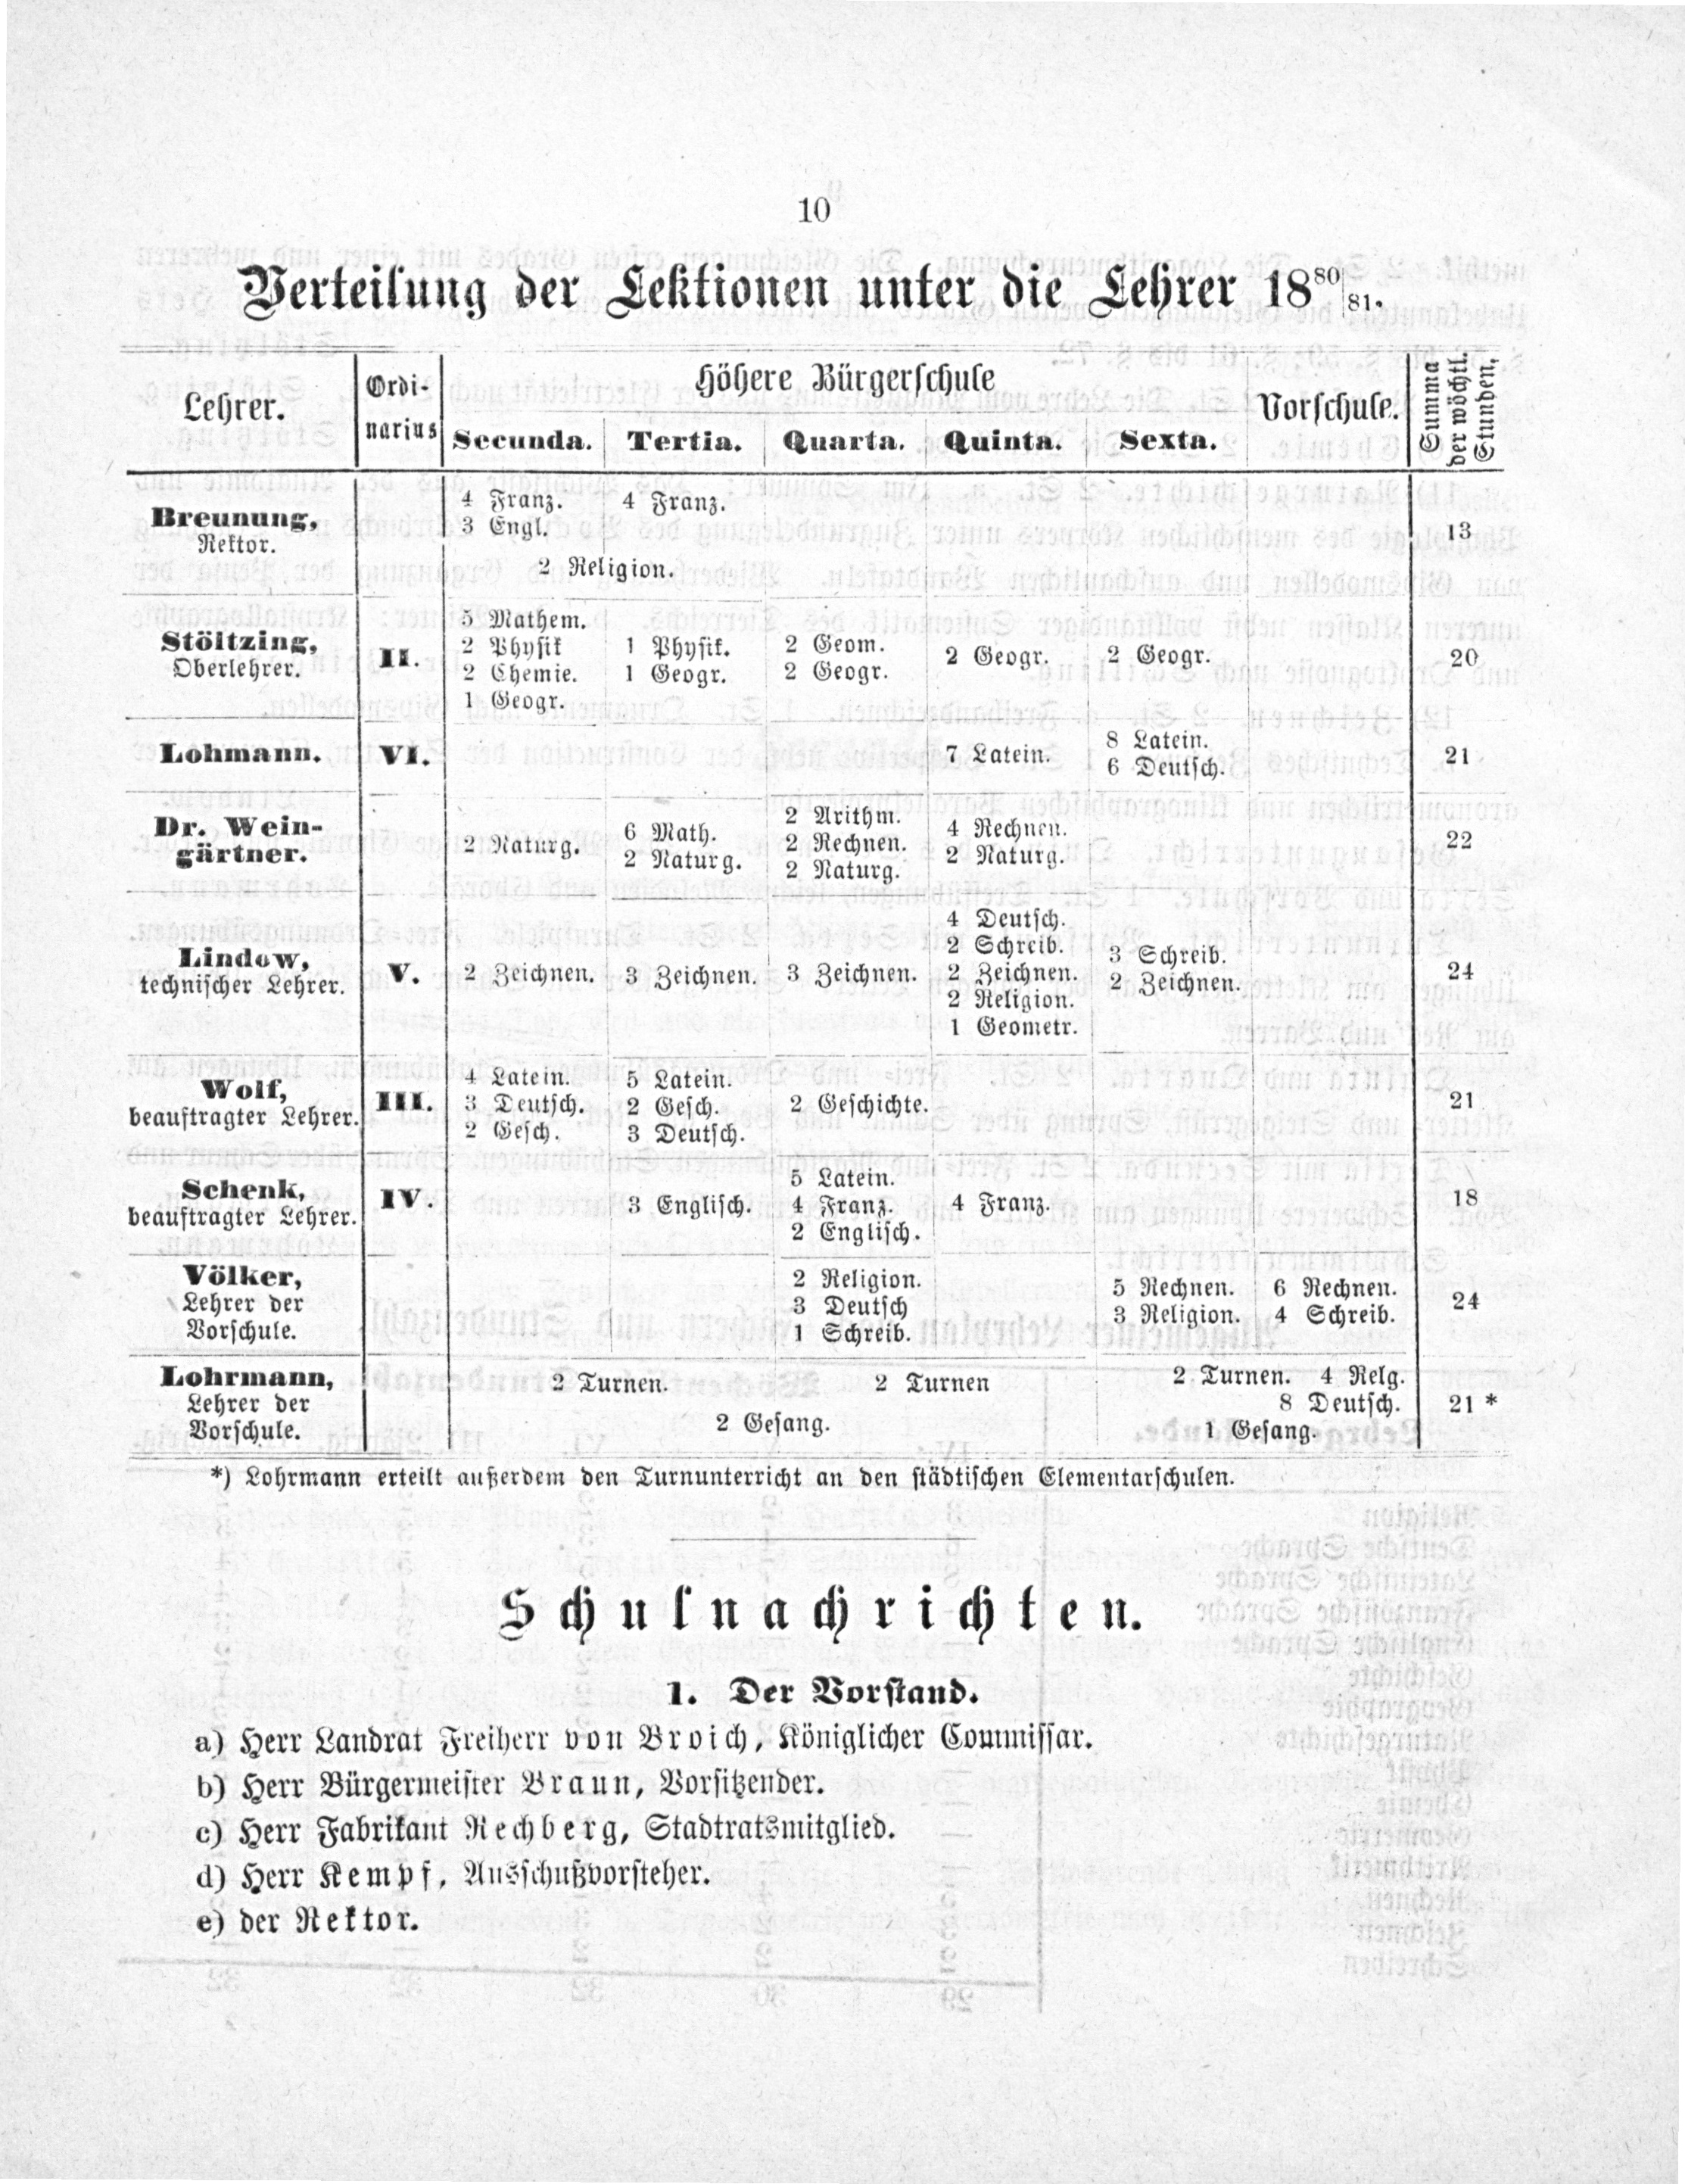 10
Verteilung der Lektionen unter die Lehrer 18 80/81.
Lehrer. Ordi-narius Höhere Bürgerschule Vorschule. Summa der wöchtl. Stunden.
Secunda. Tertia. Quarta. Quinta. Sexta.
Breunung, Rektor.
4 Franz. 4 Franz.
3 Engl.
2 Religion.
13
Stöltzing, Oberlehrer. II.
5 Mathem.
2 Physik 1 Physik. 2 Geom.
2 Geogr. 2 Geogr. 20
2 Chemie. 1 Geogr. 2 Geogr.
1 Geogr.
Lohmann. VI. 7 Latein. 8 Latein.
6 Deutsch. 21
Dr. Wein-
gärtner.
2 Naturg.
6 Math.
2 Naturg.
2 Arithm.
2 Rechnen.
2 Naturg.
4 Rechnen.
2 Naturg.
22
Lindow,
technischer Lehrer.
V.
2 Zeichnen. 3 Zeichnen. 3 Zeichnen.
4 Deutsch.
2 Schreib.
2 Zeichnen.
2 Religion.
1 Geometr.
3 Schreib.
2 Zeichnen.
24
Wolf,
beauftragter Lehrer.
III.
4 Latein.
3 Deutsch.
2 Gesch.
5 Latein.
2 Gesch.
3 Deutsch.
2 Geschichte.
21
Schenk,
beauftragter Lehrer.
IV.
3 Englisch.
5 Latein.
4 Franz.
2 Englisch.
4 Franz.
18
Völker,
Lehrer der
Vorschule.
2 Religion.
3 Deutsch
1 Schreib.
5 Rechnen.
3 Religion.
6 Rechnen.
4 Schreib.
24
Lohrmann,
Lehrer der
Vorschule.
2 Turnen. 2 Turnen 2 Turnen. 4 Relg.
8 Deutsch.
2 Gesang. 1 Gesang.
21 *
*) Lohrmann erteilt außerdem den Turnunterricht an den städtischen Elementarschulen.
Schulnachrichten.
1. Der Vorstand.
a) Herr Landrat Freiherr von Broich, Königlicher Commissar.
b) Herr Bürgermeister Braun, Vorsitzender.
c) Herr Fabrikant Rechberg, Stadtratsmitglied.
d) Herr Kempf, Ausschußvorsteher.
e) der Rektor.